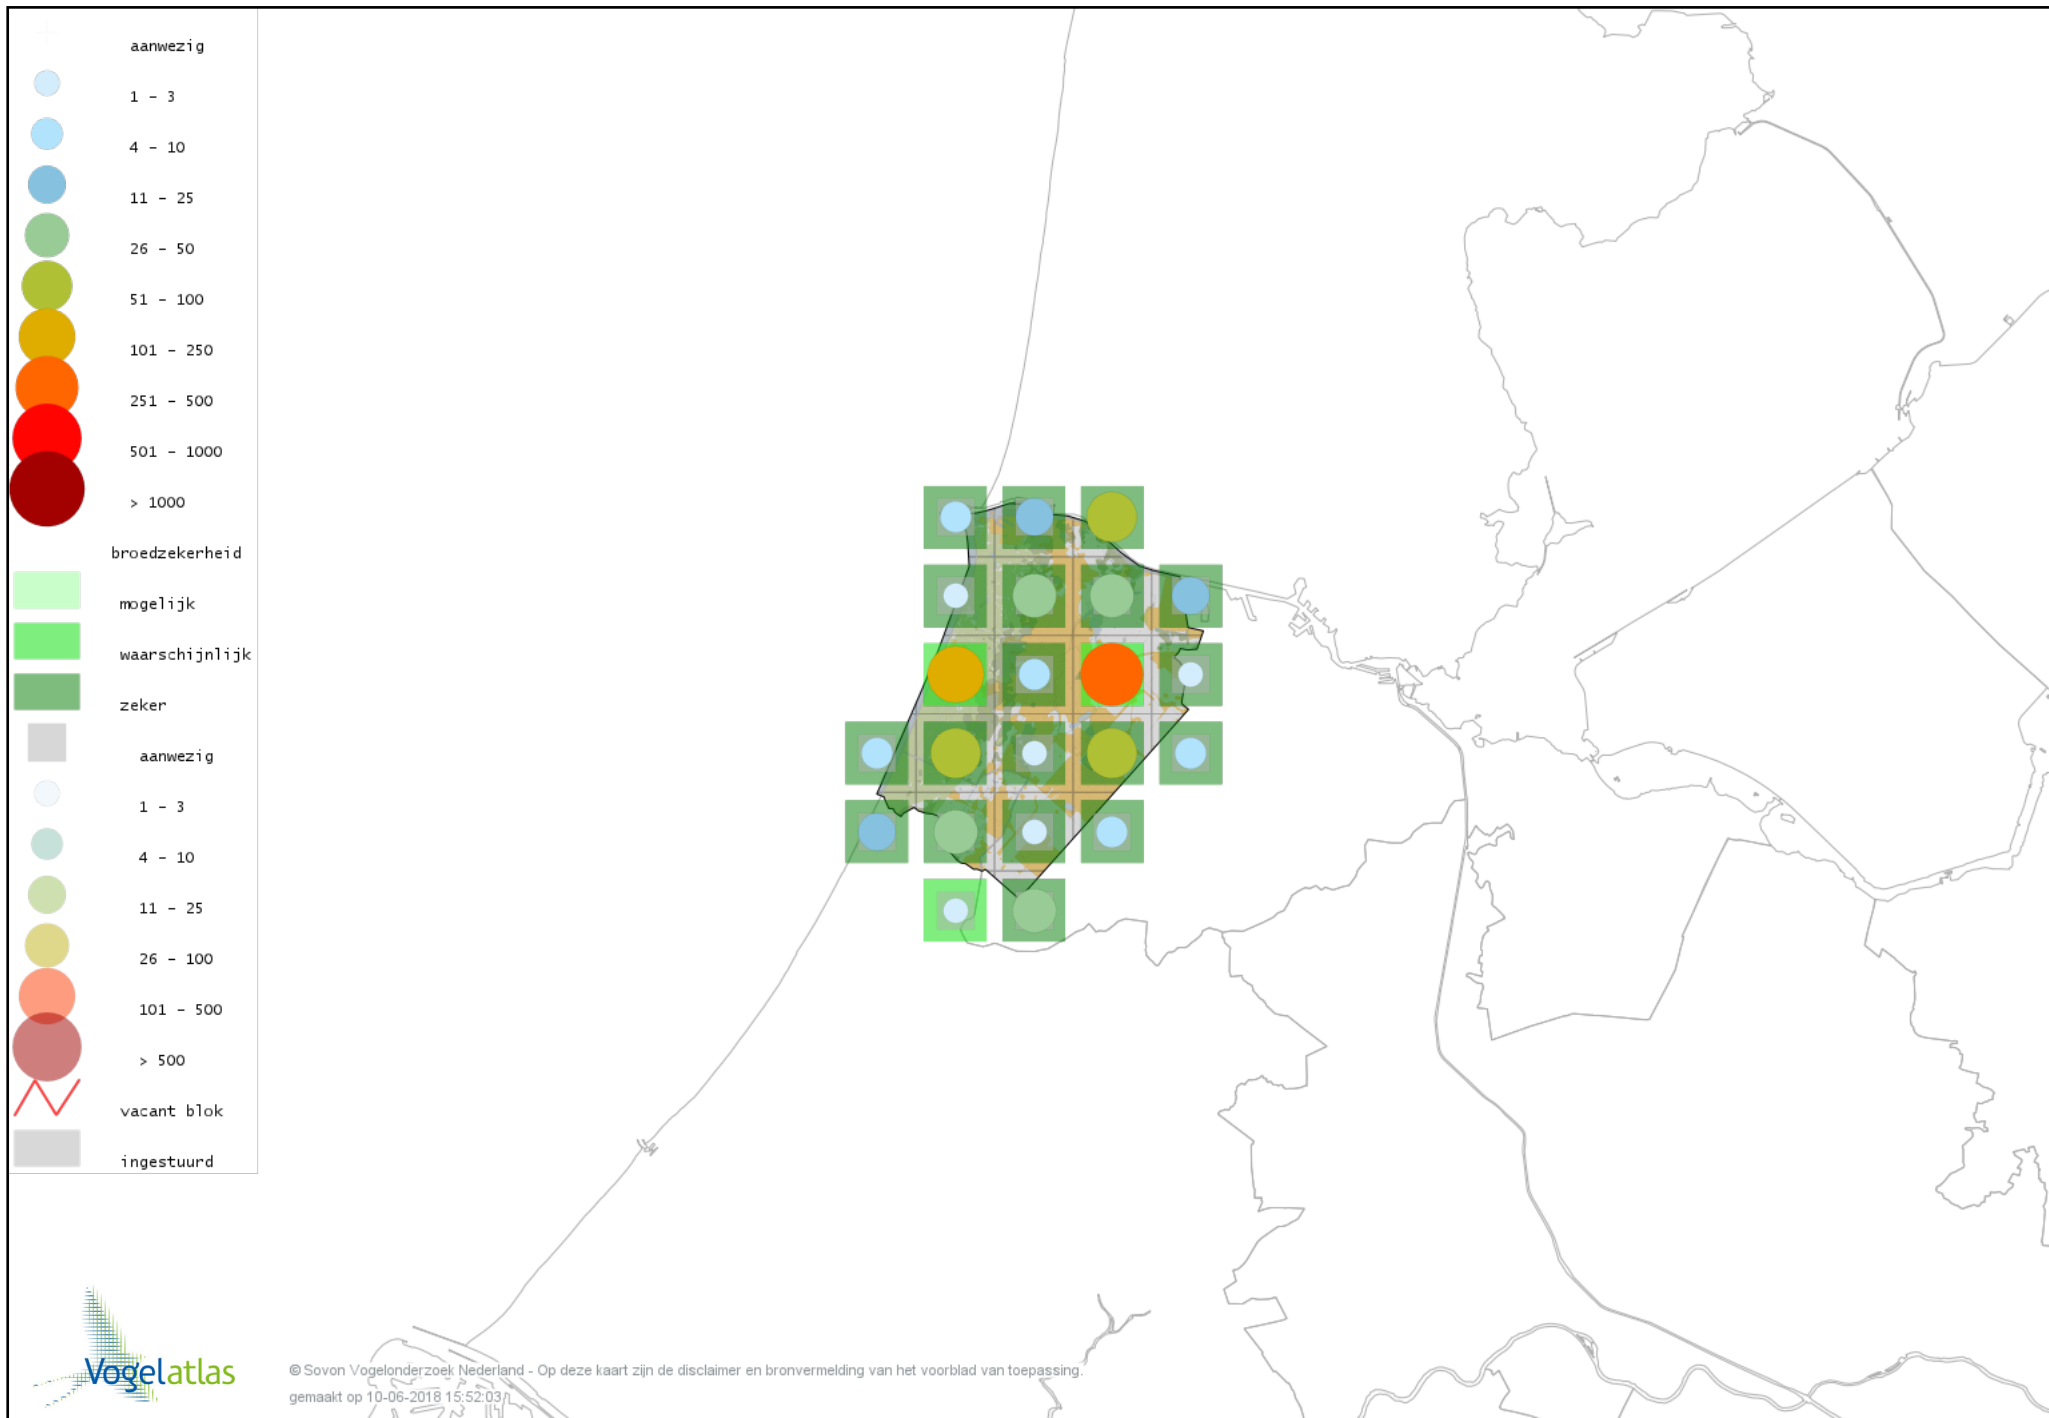 aanwezig
1 - 3
4 - 10
11 - 25
26 - 50
51 - 100
101 - 250
251 - 500
501 - 1000
> 1000
broedzekerheid
mogelijk
waarschijnlijk
zeker
aanwezig
1 - 3
4 - 10
11 - 25
26 - 100
101 - 500
> 500
vacant blok
ingestuurd
Vogelatlas
© Sovon Vogelonderzoek Nederland - Op deze kaart zijn de disclaimer en bronvermelding van het voorblad van toepassing.
gemaakt op 10-06-2018 15:52:03